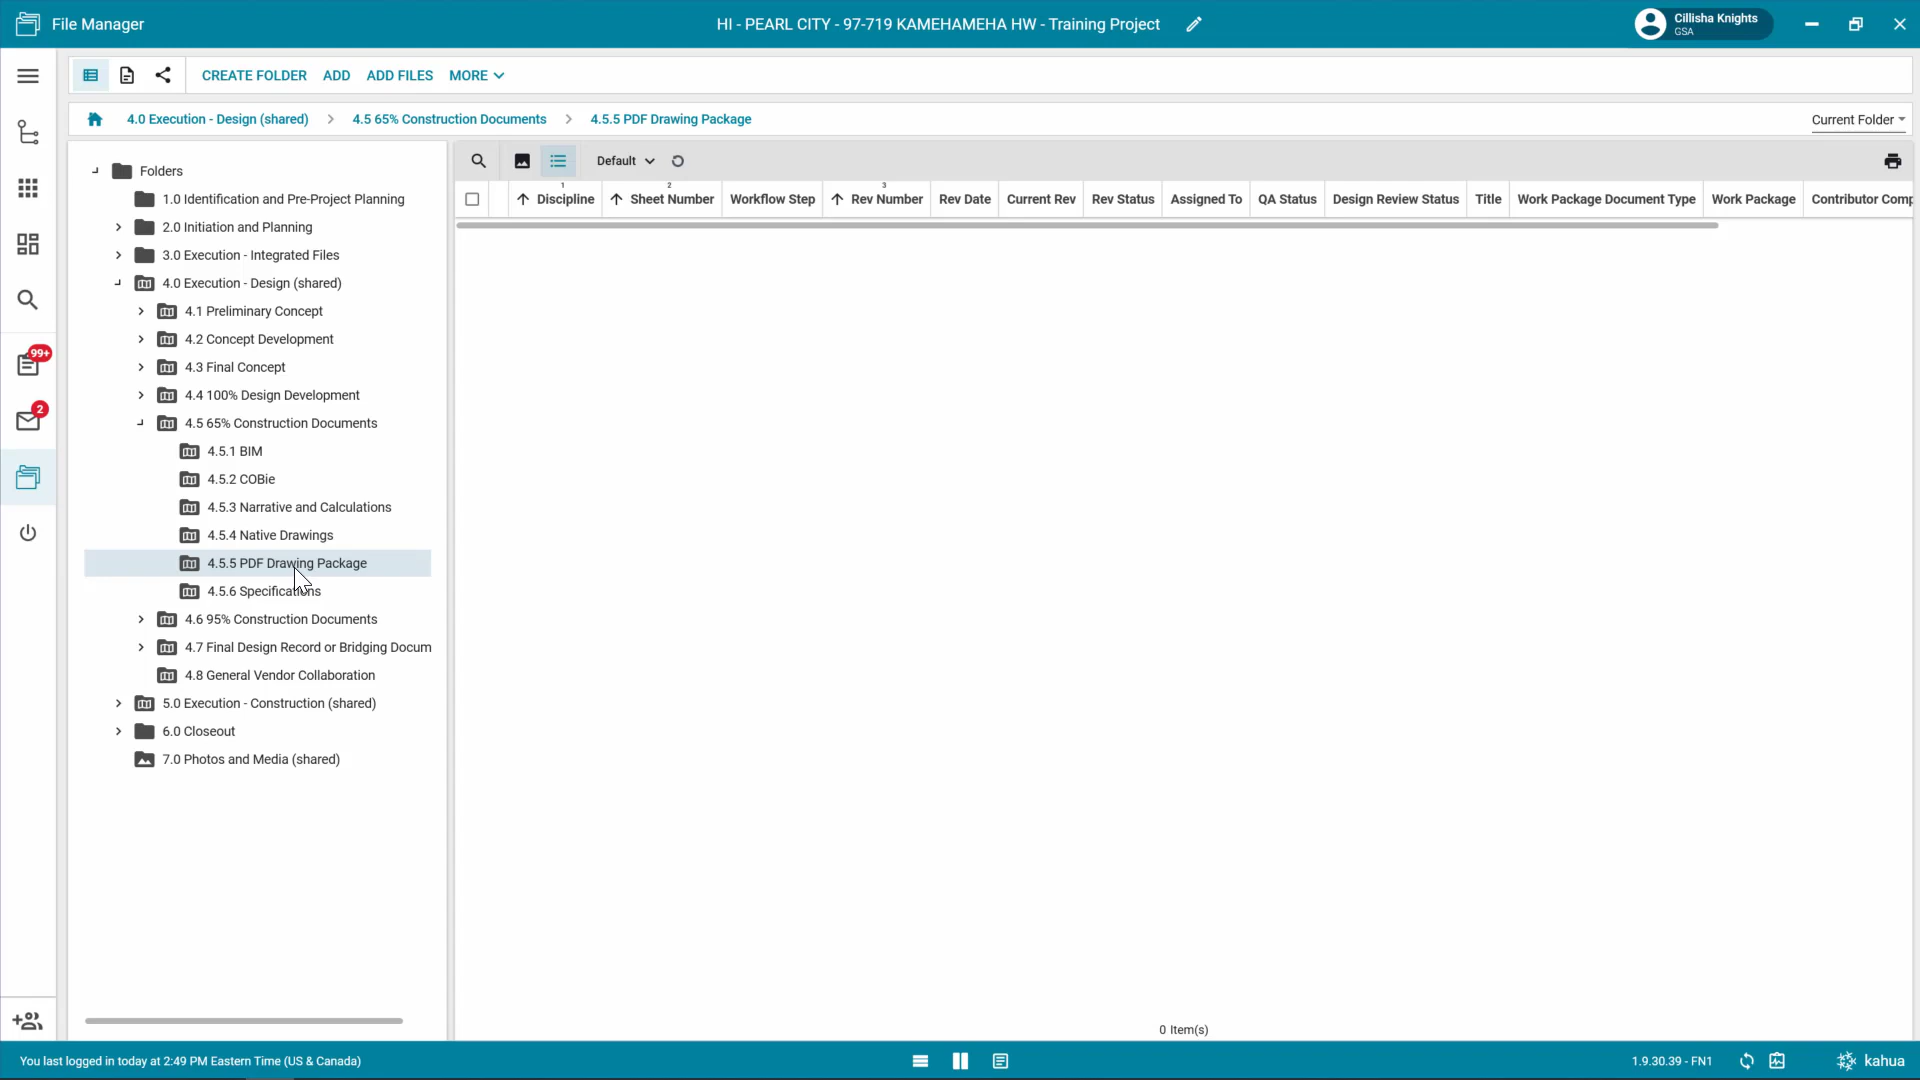 File Manager
HI - PEARL CITY - 97-719 KAMEHAMEHA HW - Training Project
Cillisha Knights
GSA
CREATE FOLDER
ADD
ADD FILES
MORE
4.0 Execution - Design (shared)
4.5 65% Construction Documents
4.5.5 PDF Drawing Package
Current Folder
Folders
1.0 Identification and Pre-Project Planning
2.0 Initiation and Planning
3.0 Execution - Integrated Files
4.0 Execution - Design (shared)
4.1 Preliminary Concept
4.2 Concept Development
4.3 Final Concept
4.4 100% Design Development
4.5 65% Construction Documents
4.5.1 BIM
4.5.2 COBie
4.5.3 Narrative and Calculations
4.5.4 Native Drawings
4.5.5 PDF Drawing Package
4.5.6 Specifications
4.6 95% Construction Documents
4.7 Final Design Record or Bridging Docum
4.8 General Vendor Collaboration
5.0 Execution - Construction (shared)
6.0 Closeout
7.0 Photos and Media (shared)
99+
2
Default
1
Discipline
2
Sheet Number
Workflow Step
3
Rev Number
Rev Date
Current Rev
Rev Status
Assigned To
QA Status
Design Review Status
Title
Work Package Document Type
Work Package
Contributor Comp
0 Item(s)
You last logged in today at 2:49 PM Eastern Time (US & Canada)
1.9.30.39 - FN1
kahua